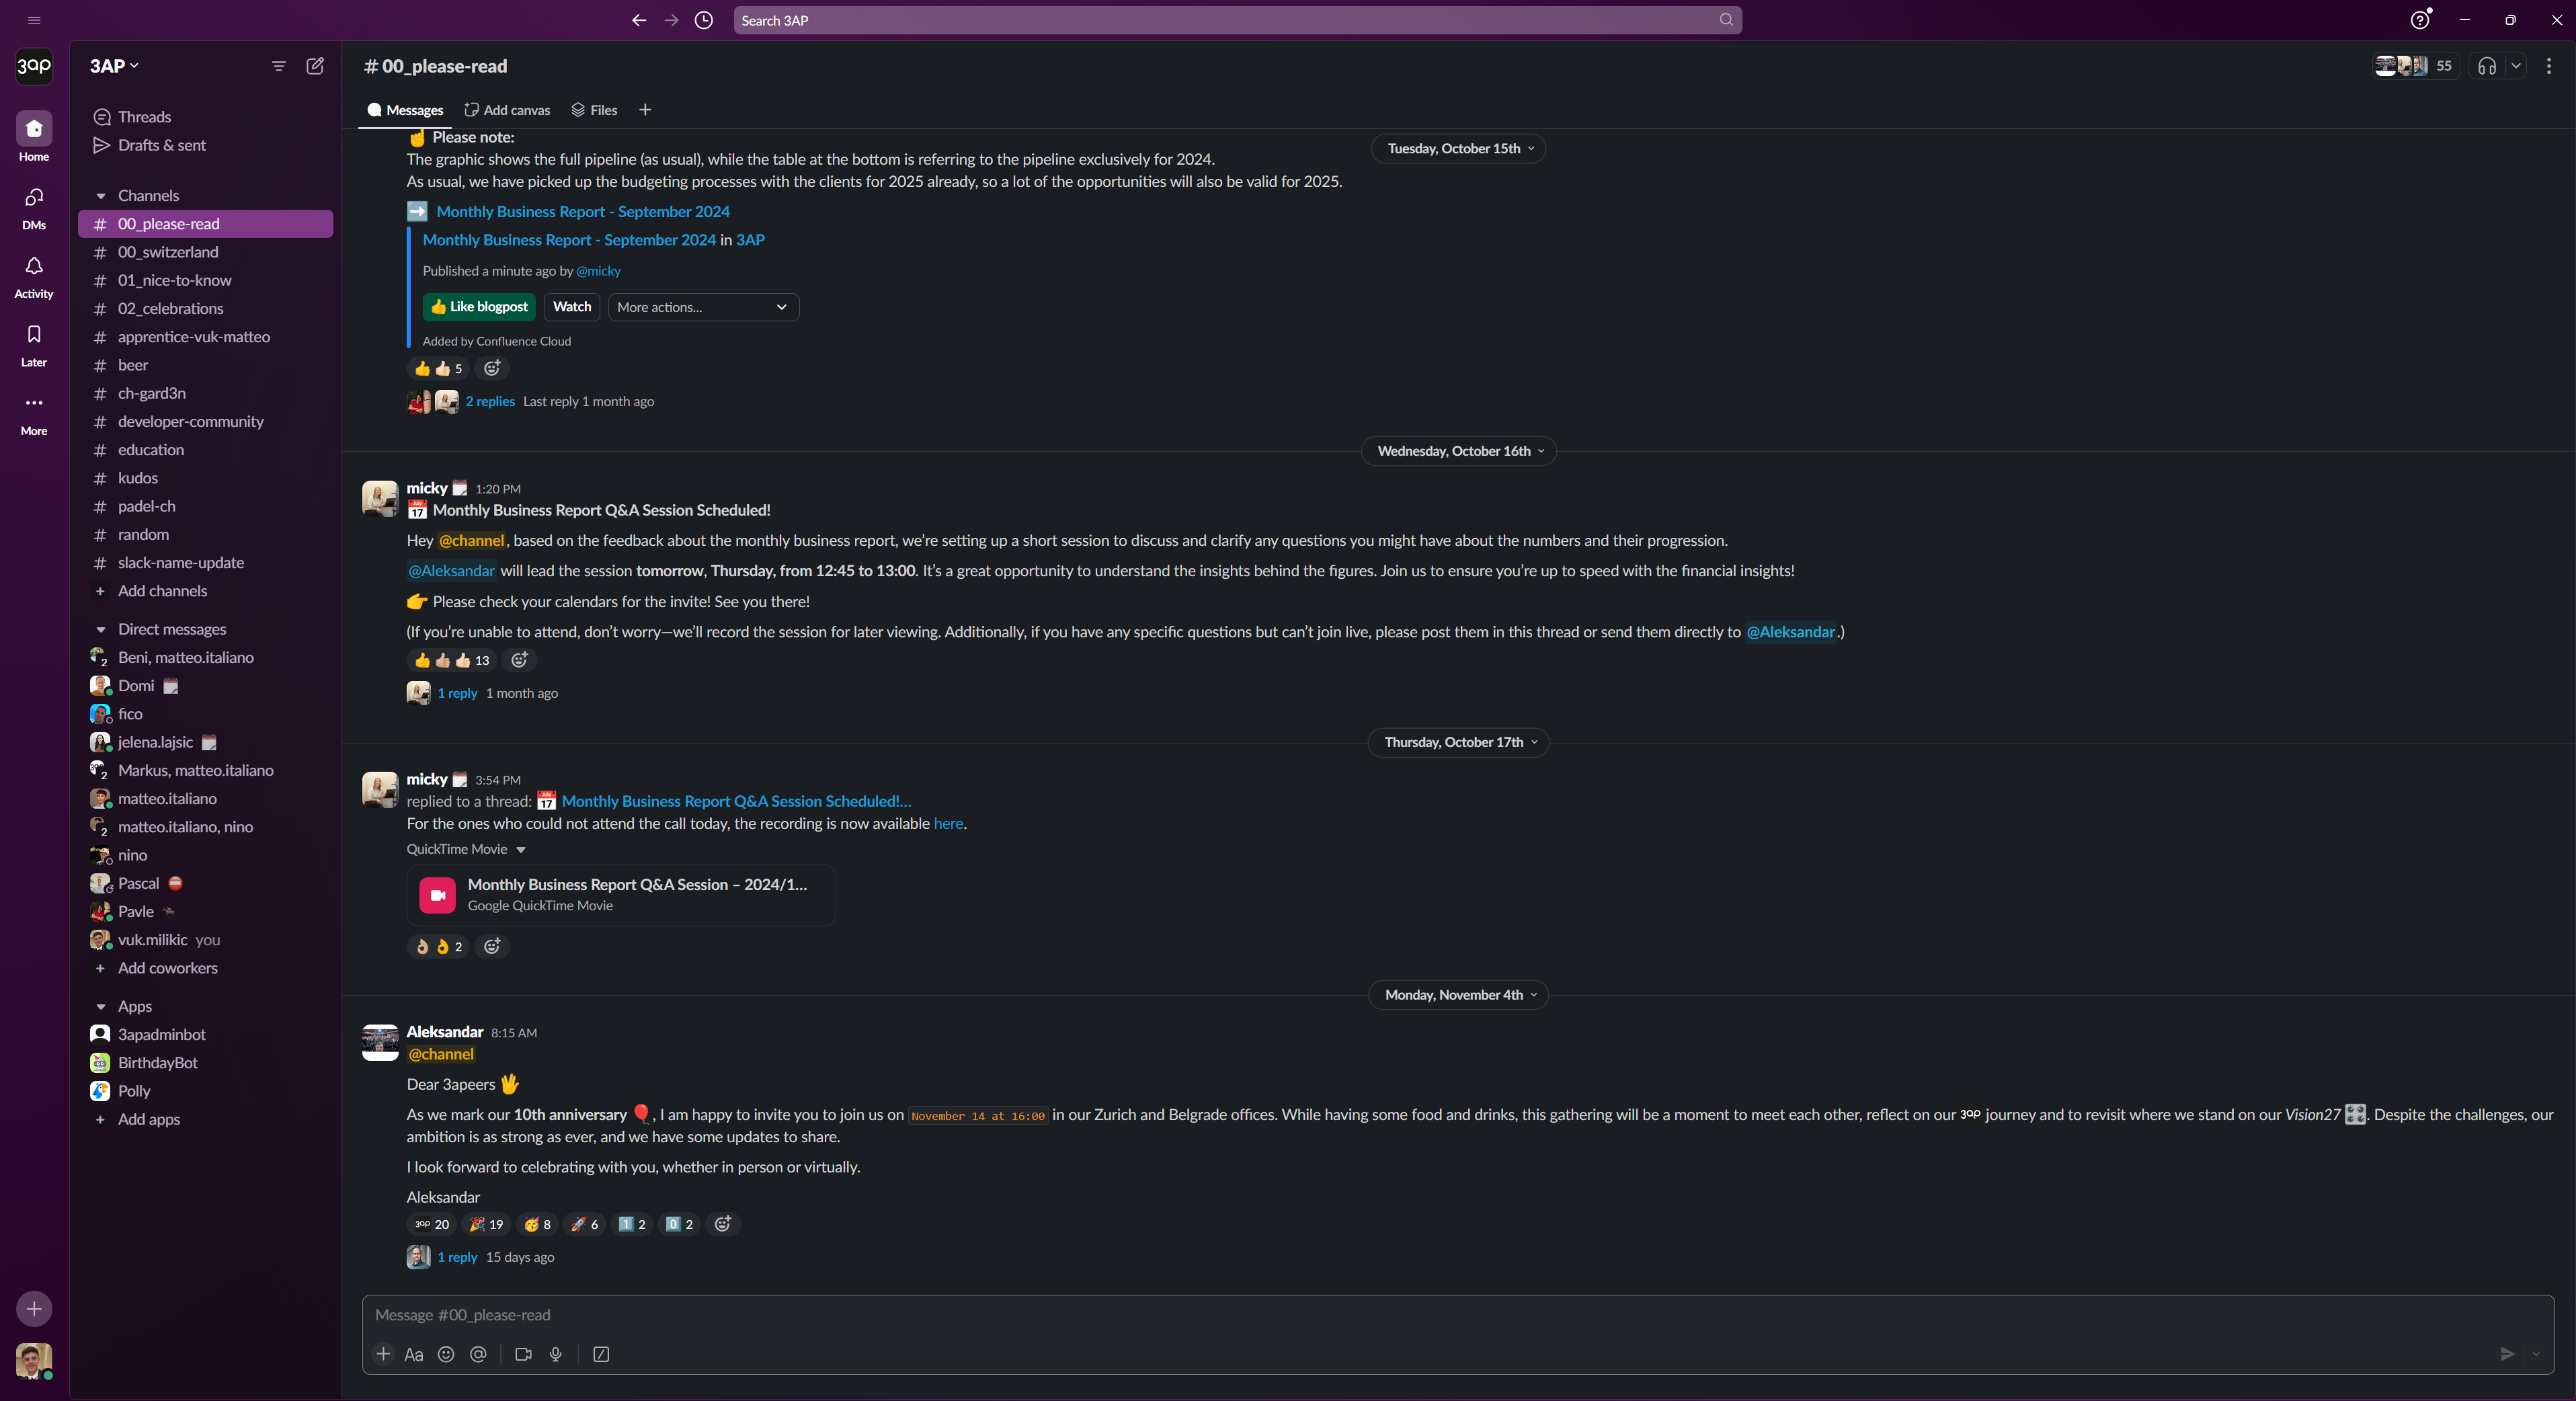 Search 3AP
3AP
3AP
Home
DMs
Activity
Later
More
Threads
Drafts & sent
Channels
# 00_please-read
# 00_switzerland
# 01_nice-to-know
# 02_celebrations
# apprentice-vuk-matteo
# beer
# ch-gard3n
# developer-community
# education
# kudos
# padel-ch
# random
# slack-name-update
+ Add channels
Direct messages
2 Beni, matteo.italiano
Domi
fico
jelena.lajsic
2 Markus, matteo.italiano
matteo.italiano
2 matteo.italiano, nino
nino
Pascal
Pavle
vuk.milikic you
+ Add coworkers
Apps
3apadminbot
BirthdayBot
Polly
+ Add apps
# 00_please-read
55
Messages Add canvas Files +
Tuesday, October 15th
Please note:
The graphic shows the full pipeline (as usual), while the table at the bottom is referring to the pipeline exclusively for 2024.
As usual, we have picked up the budgeting processes with the clients for 2025 already, so a lot of the opportunities will also be valid for 2025.
Monthly Business Report - September 2024
Monthly Business Report - September 2024 in 3AP
Published a minute ago by @micky
Like blogpost Watch More actions...
Added by Confluence Cloud
5
2 replies Last reply 1 month ago
Wednesday, October 16th
micky 1:20 PM
Monthly Business Report Q&A Session Scheduled!
Hey @channel, based on the feedback about the monthly business report, we're setting up a short session to discuss and clarify any questions you might have about the numbers and their progression.
@Aleksandar will lead the session tomorrow, Thursday, from 12:45 to 13:00. It's a great opportunity to understand the insights behind the figures. Join us to ensure you're up to speed with the financial insights!
Please check your calendars for the invite! See you there!
(If you're unable to attend, don't worry—we'll record the session for later viewing. Additionally, if you have any specific questions but can't join live, please post them in this thread or send them directly to @Aleksandar.)
13
1 reply 1 month ago
Thursday, October 17th
micky 3:54 PM
replied to a thread: Monthly Business Report Q&A Session Scheduled!...
For the ones who could not attend the call today, the recording is now available here.
QuickTime Movie
Monthly Business Report Q&A Session – 2024/1...
Google QuickTime Movie
2
Monday, November 4th
Aleksandar 8:15 AM
@channel
Dear 3apeers
As we mark our 10th anniversary, I am happy to invite you to join us on November 14 at 16:00 in our Zurich and Belgrade offices. While having some food and drinks, this gathering will be a moment to meet each other, reflect on our 3AP journey and to revisit where we stand on our Vision27. Despite the challenges, our
ambition is as strong as ever, and we have some updates to share.
I look forward to celebrating with you, whether in person or virtually.
Aleksandar
3AP 20 19 8 6 1 2 0 2
1 reply 15 days ago
Message #00_please-read
Aa